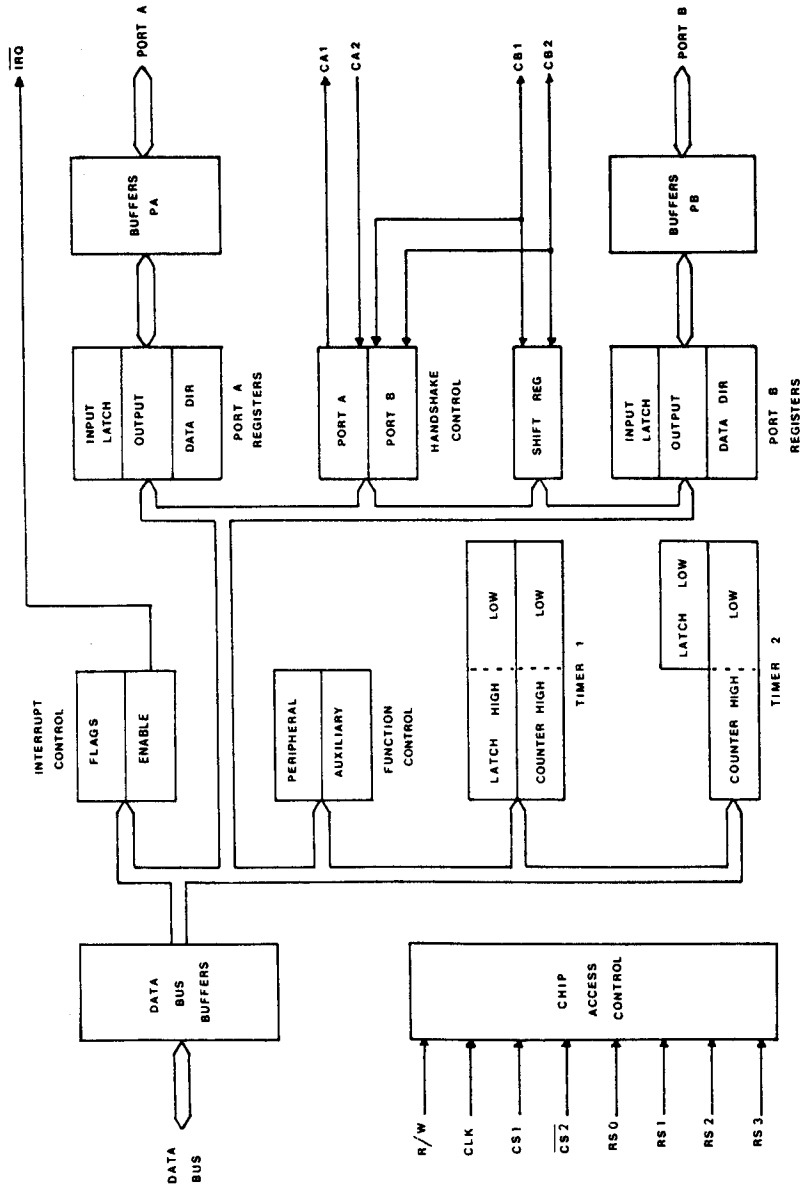 I̅R̅Q̅
INTERRUPT
CONTROL
FLAGS
ENABLE
DATA
BUS
DATA
BUS
BUFFERS
INPUT
LATCH
OUTPUT
DATA DIR
PORT A
REGISTERS
BUFFERS
PA
PORT A
PERIPHERAL
AUXILIARY
FUNCTION
CONTROL
PORT A
PORT B
HANDSHAKE
CONTROL
CA1
CA2
R/W
CLK
CS1
C̅S̅2̅
RS0
RS1
RS2
RS3
CHIP
ACCESS
CONTROL
LATCH HIGH
LOW
COUNTER HIGH
LOW
TIMER 1
SHIFT REG
CB1
CB2
LATCH LOW
COUNTER HIGH
LOW
TIMER 2
INPUT
LATCH
OUTPUT
DATA DIR
PORT B
REGISTERS
BUFFERS
PB
PORT B